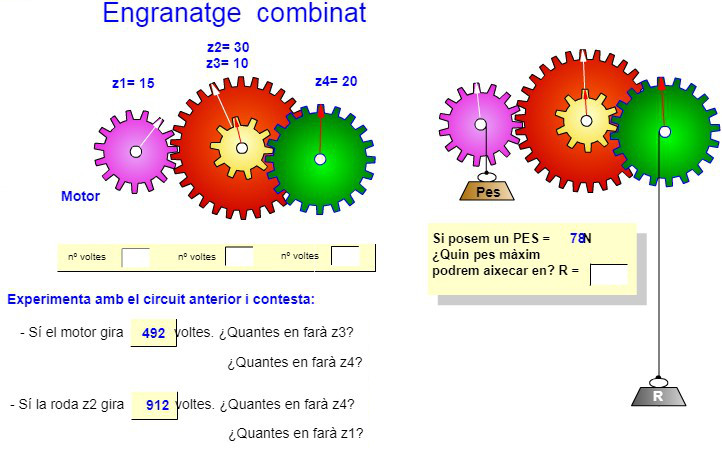 Engranatge combinat
z2= 30
z3= 10
z1= 15
z4= 20
Motor
nº voltes
nº voltes
nº voltes
Experimenta amb el circuit anterior i contesta:
- Sí el motor gira 492 voltes. ¿Quantes en farà z3?
¿Quantes en farà z4?
- Sí la roda z2 gira 912 voltes. ¿Quantes en farà z4?
¿Quantes en farà z1?
Pes
Si posem un PES = 78N
¿Quin pes màxim
podrem aixecar en? R =
R